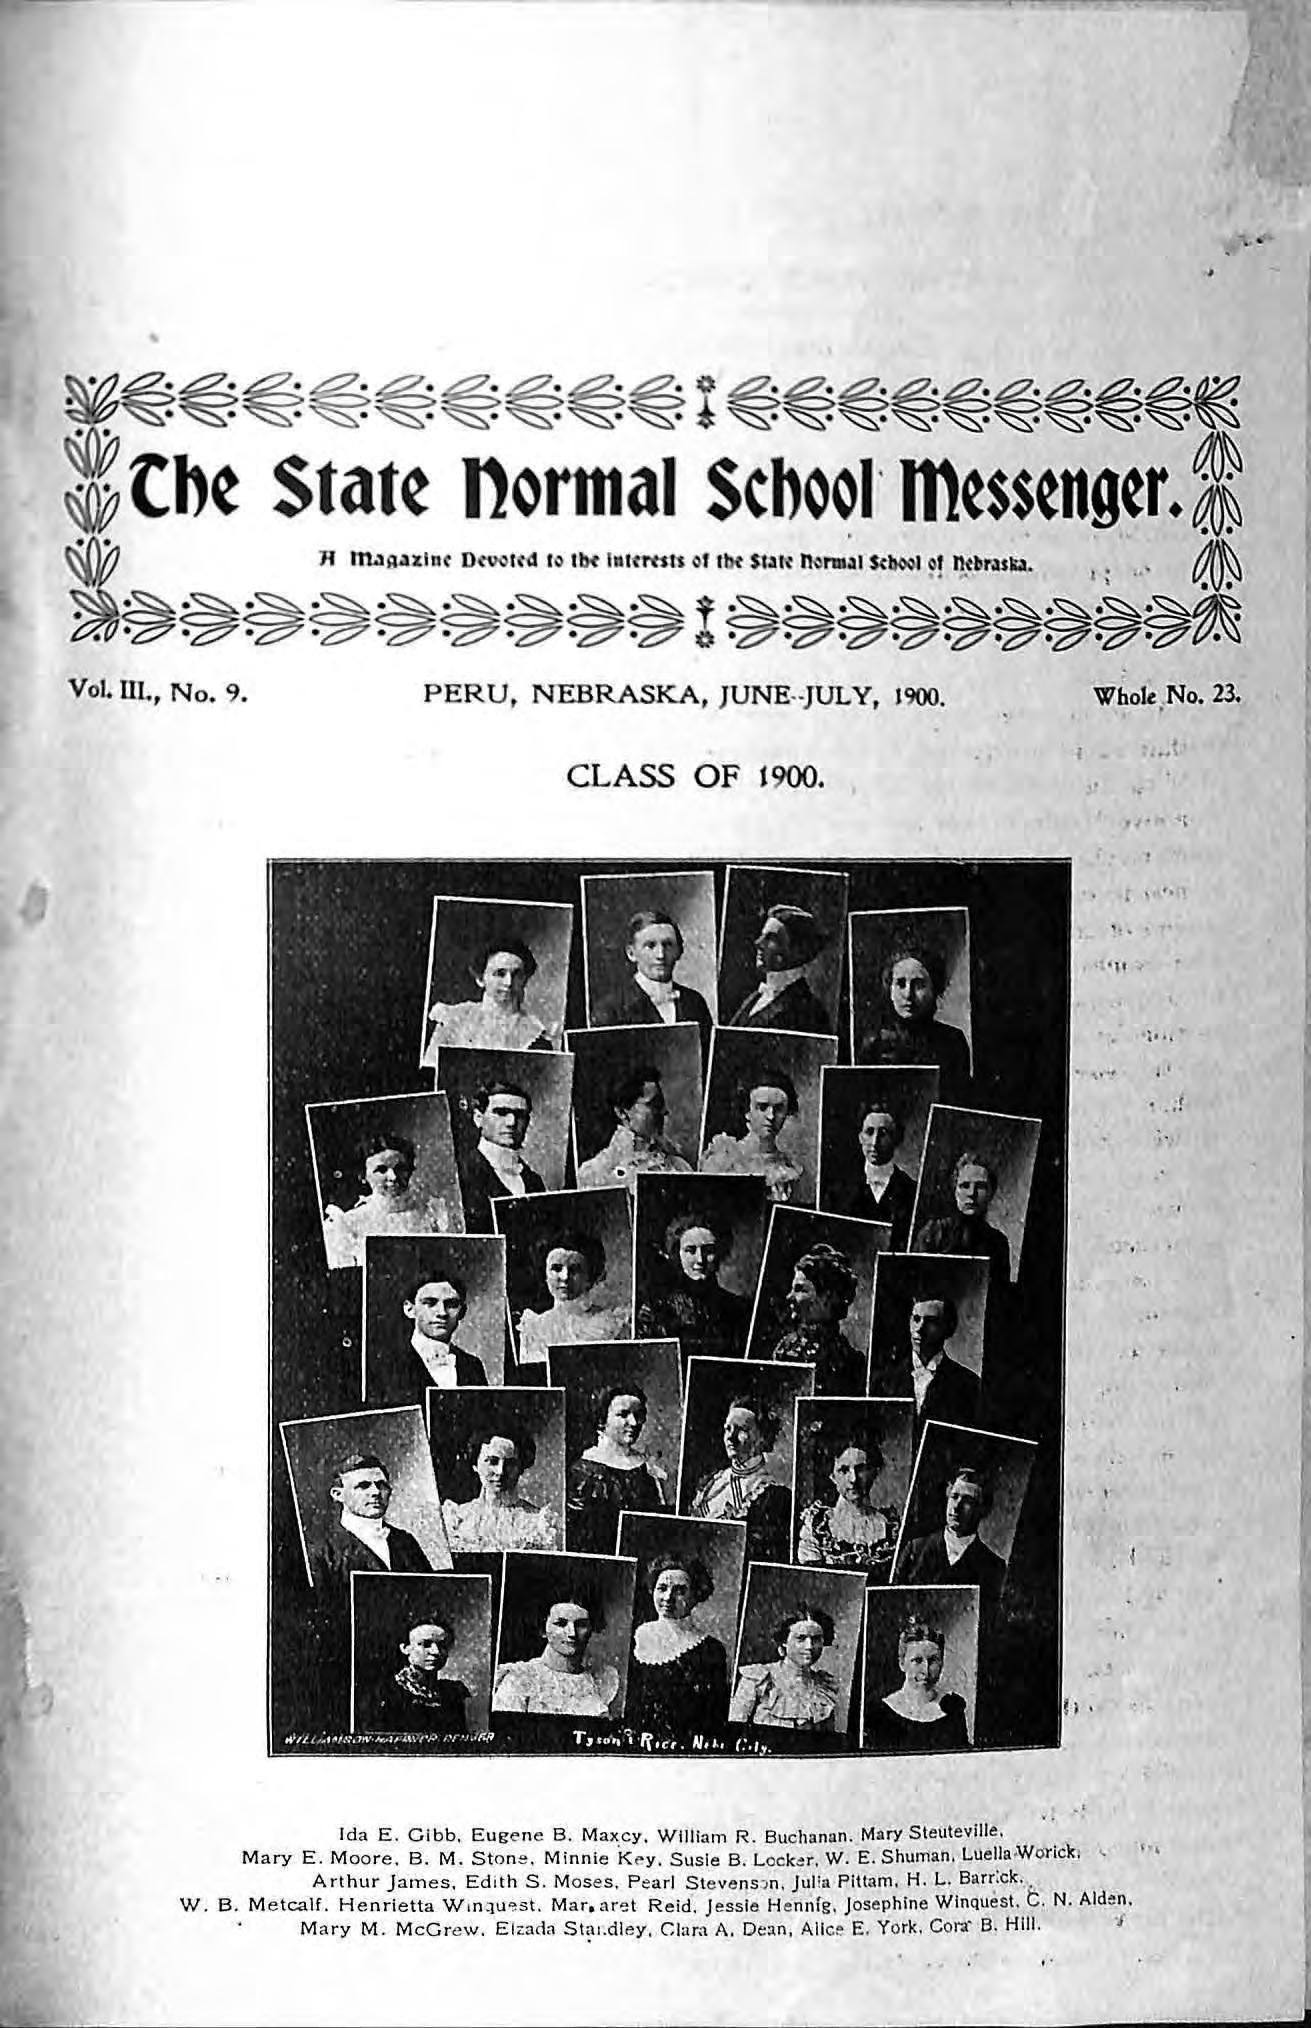 The State Normal School Messenger.
A Magazine Devoted to the interests of the State Normal School of Nebraska.
Vol. III., No. 9. PERU, NEBRASKA, JUNE--JULY, 1900. Whole No. 23.
CLASS OF 1900.
WILLIAMSON-HAFFNER DENVER Tyson & Rice. Neb. City.
Ida E. Gibb, Eugene B. Maxcy, William R. Buchanan, Mary Steuteville,
Mary E. Moore, B. M. Stone, Minnie Key, Susie B. Locker, W. E. Shuman, Luella Worick,
Arthur James, Edith S. Moses, Pearl Stevenson, Julia Pittam, H. L. Barrick,
W. B. Metcalf, Henrietta Winquest, Margaret Reid, Jessie Hennig, Josephine Winquest, C. N. Alden,
Mary M. McGrew, Elzada Standley, Clara A. Dean, Alice E. York, Cora B. Hill.